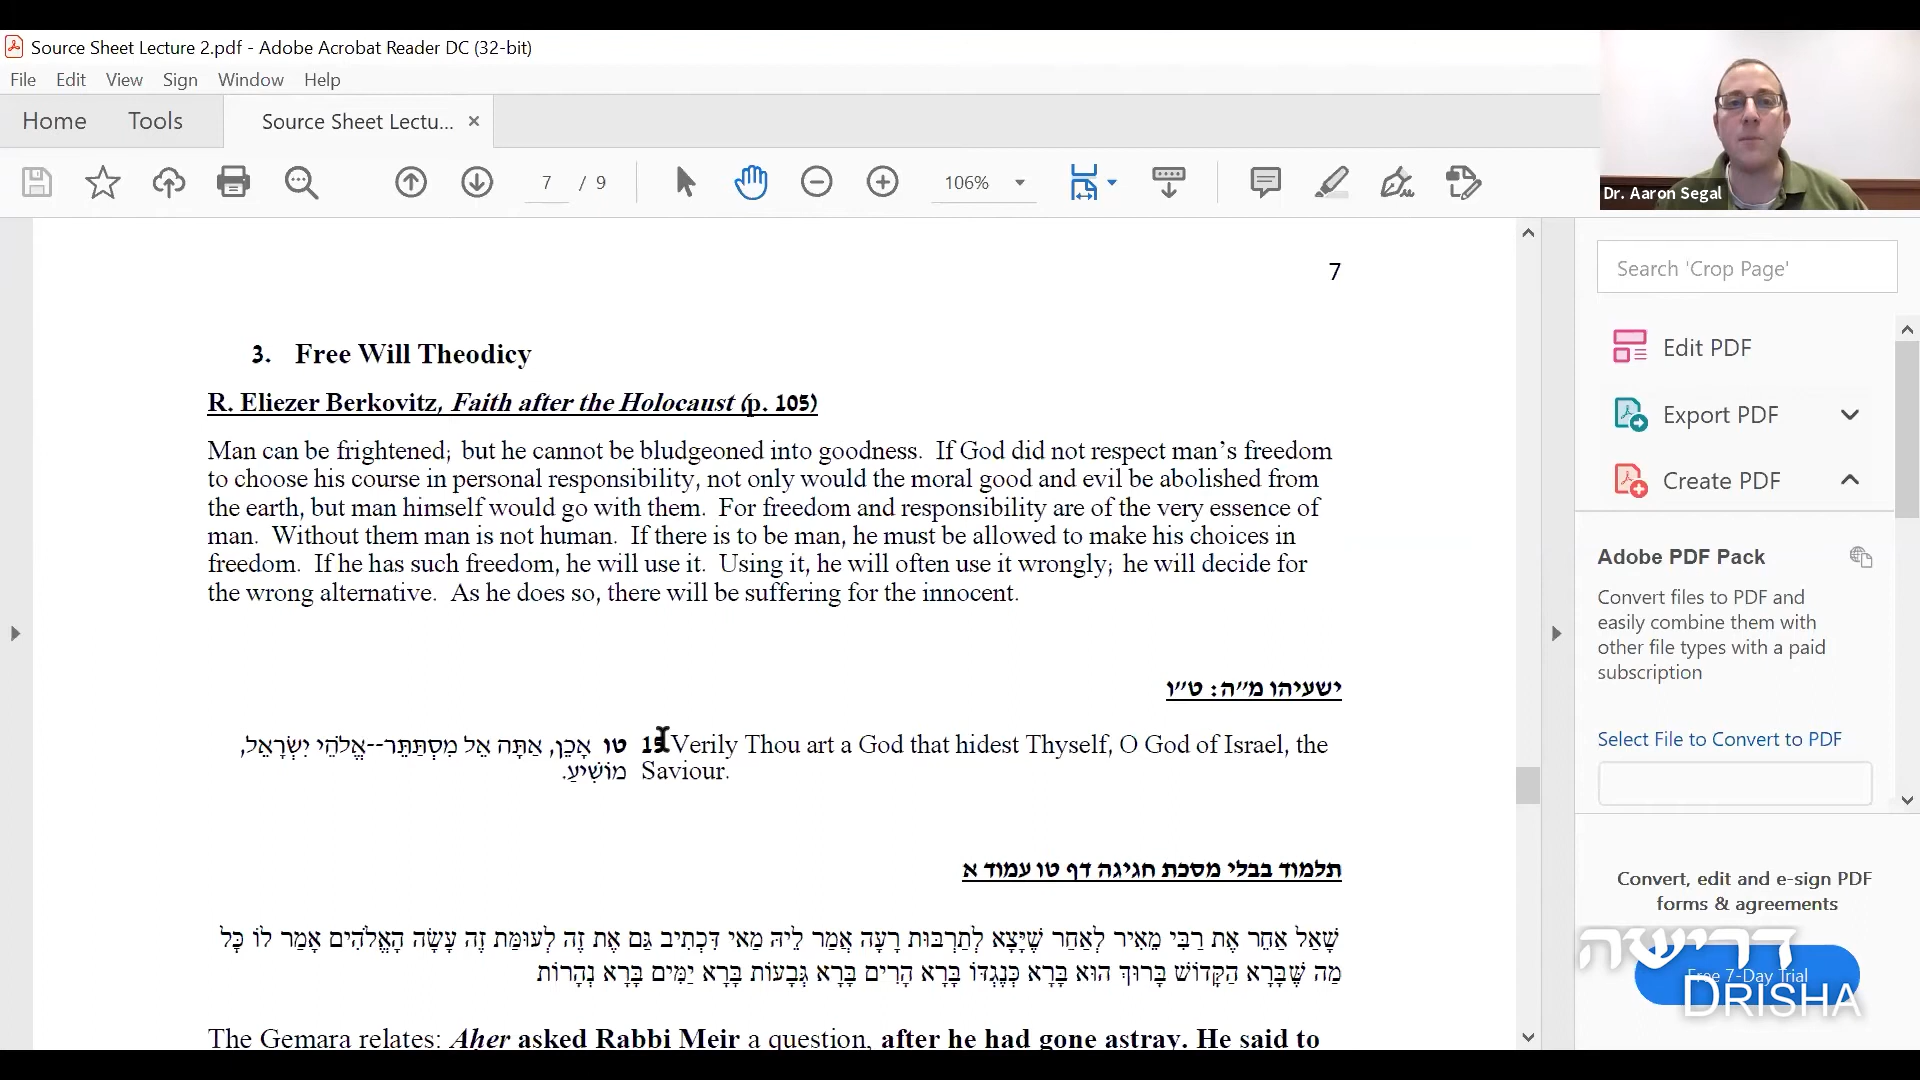 Source Sheet Lecture 2.pdf - Adobe Acrobat Reader DC (32-bit)
File Edit View Sign Window Help
Home Tools Source Sheet Lectu... ×
7 / 9 106%
Dr. Aaron Segal
7
3. Free Will Theodicy
R. Eliezer Berkovitz, Faith after the Holocaust (p. 105)
Man can be frightened; but he cannot be bludgeoned into goodness. If God did not respect man’s freedom
to choose his course in personal responsibility, not only would the moral good and evil be abolished from
the earth, but man himself would go with them. For freedom and responsibility are of the very essence of
man. Without them man is not human. If there is to be man, he must be allowed to make his choices in
freedom. If he has such freedom, he will use it. Using it, he will often use it wrongly; he will decide for
the wrong alternative. As he does so, there will be suffering for the innocent.
ישעיהו מ״ה: ט״ו
טו אָכֵן, אַתָּה אֵל מִסְתַּתֵּר--אֱלֹהֵי יִשְׂרָאֵל,
מוֹשִׁיעַ.
15 Verily Thou art a God that hidest Thyself, O God of Israel, the
Saviour.
תלמוד בבלי מסכת חגיגה דף טו עמוד א
שָׁאַל אַחֵר אֶת רַבִּי מֵאִיר לְאַחַר שֶׁיָּצָא לְתַרְבּוּת רָעָה אֲמַר לֵיהּ מַאי דִּכְתִיב גַּם אֶת זֶה לְעוּמַּת זֶה עָשָׂה הָאֱלֹהִים אָמַר לוֹ כׇּל
מַה שֶּׁבָּרָא הַקָּדוֹשׁ בָּרוּךְ הוּא בָּרָא כְּנֶגְדּוֹ בָּרָא הָרִים בָּרָא גְּבָעוֹת בָּרָא יַמִּים בָּרָא נְהָרוֹת
The Gemara relates: Aḥer asked Rabbi Meir a question, after he had gone astray. He said to
Search 'Crop Page'
Edit PDF
Export PDF
Create PDF
Adobe PDF Pack
Convert files to PDF and
easily combine them with
other file types with a paid
subscription
Select File to Convert to PDF
Convert, edit and e-sign PDF
forms & agreements
Free 7-Day Trial
דרישה
DRISHA